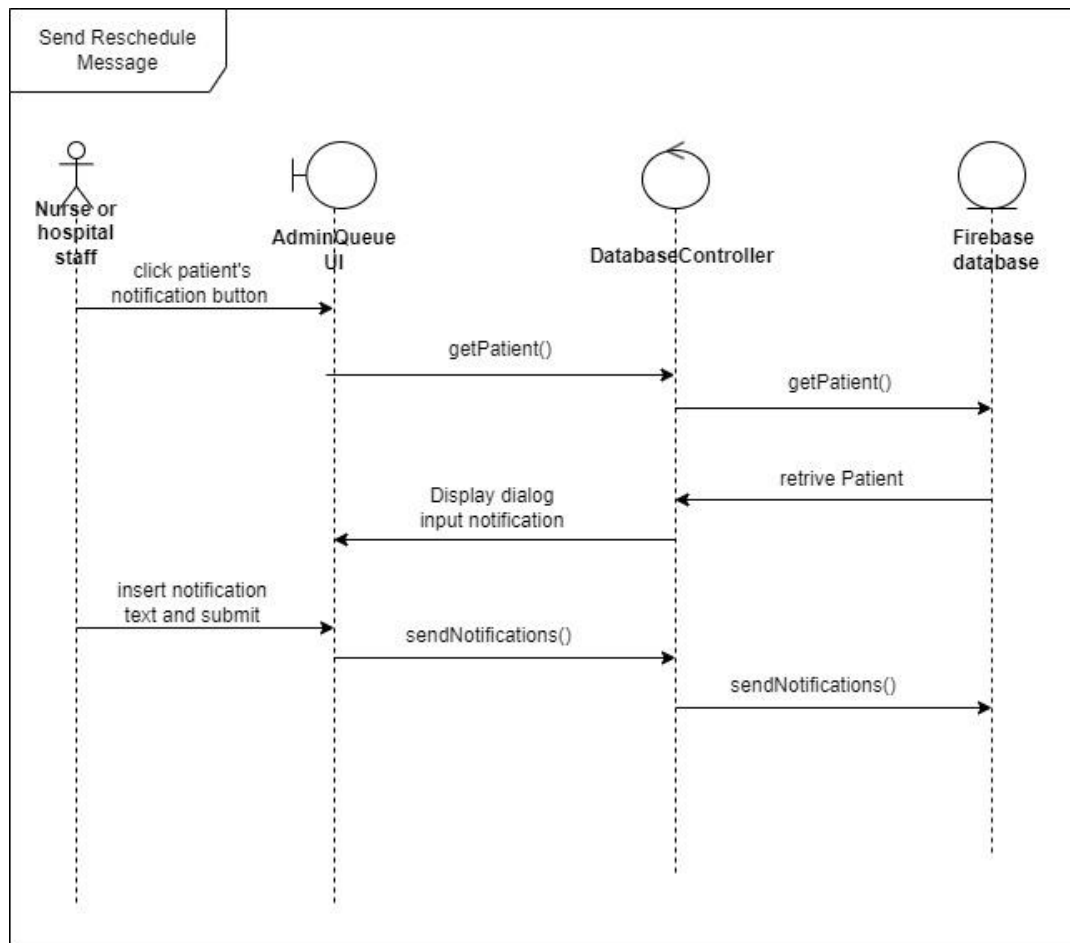 Send Reschedule
Message
Nurse or
hospital
staff
AdminQueue
UI
DatabaseController
Firebase
database
click patient's
notification button
getPatient()
getPatient()
retrive Patient
Display dialog
input notification
insert notification
text and submit
sendNotifications()
sendNotifications()